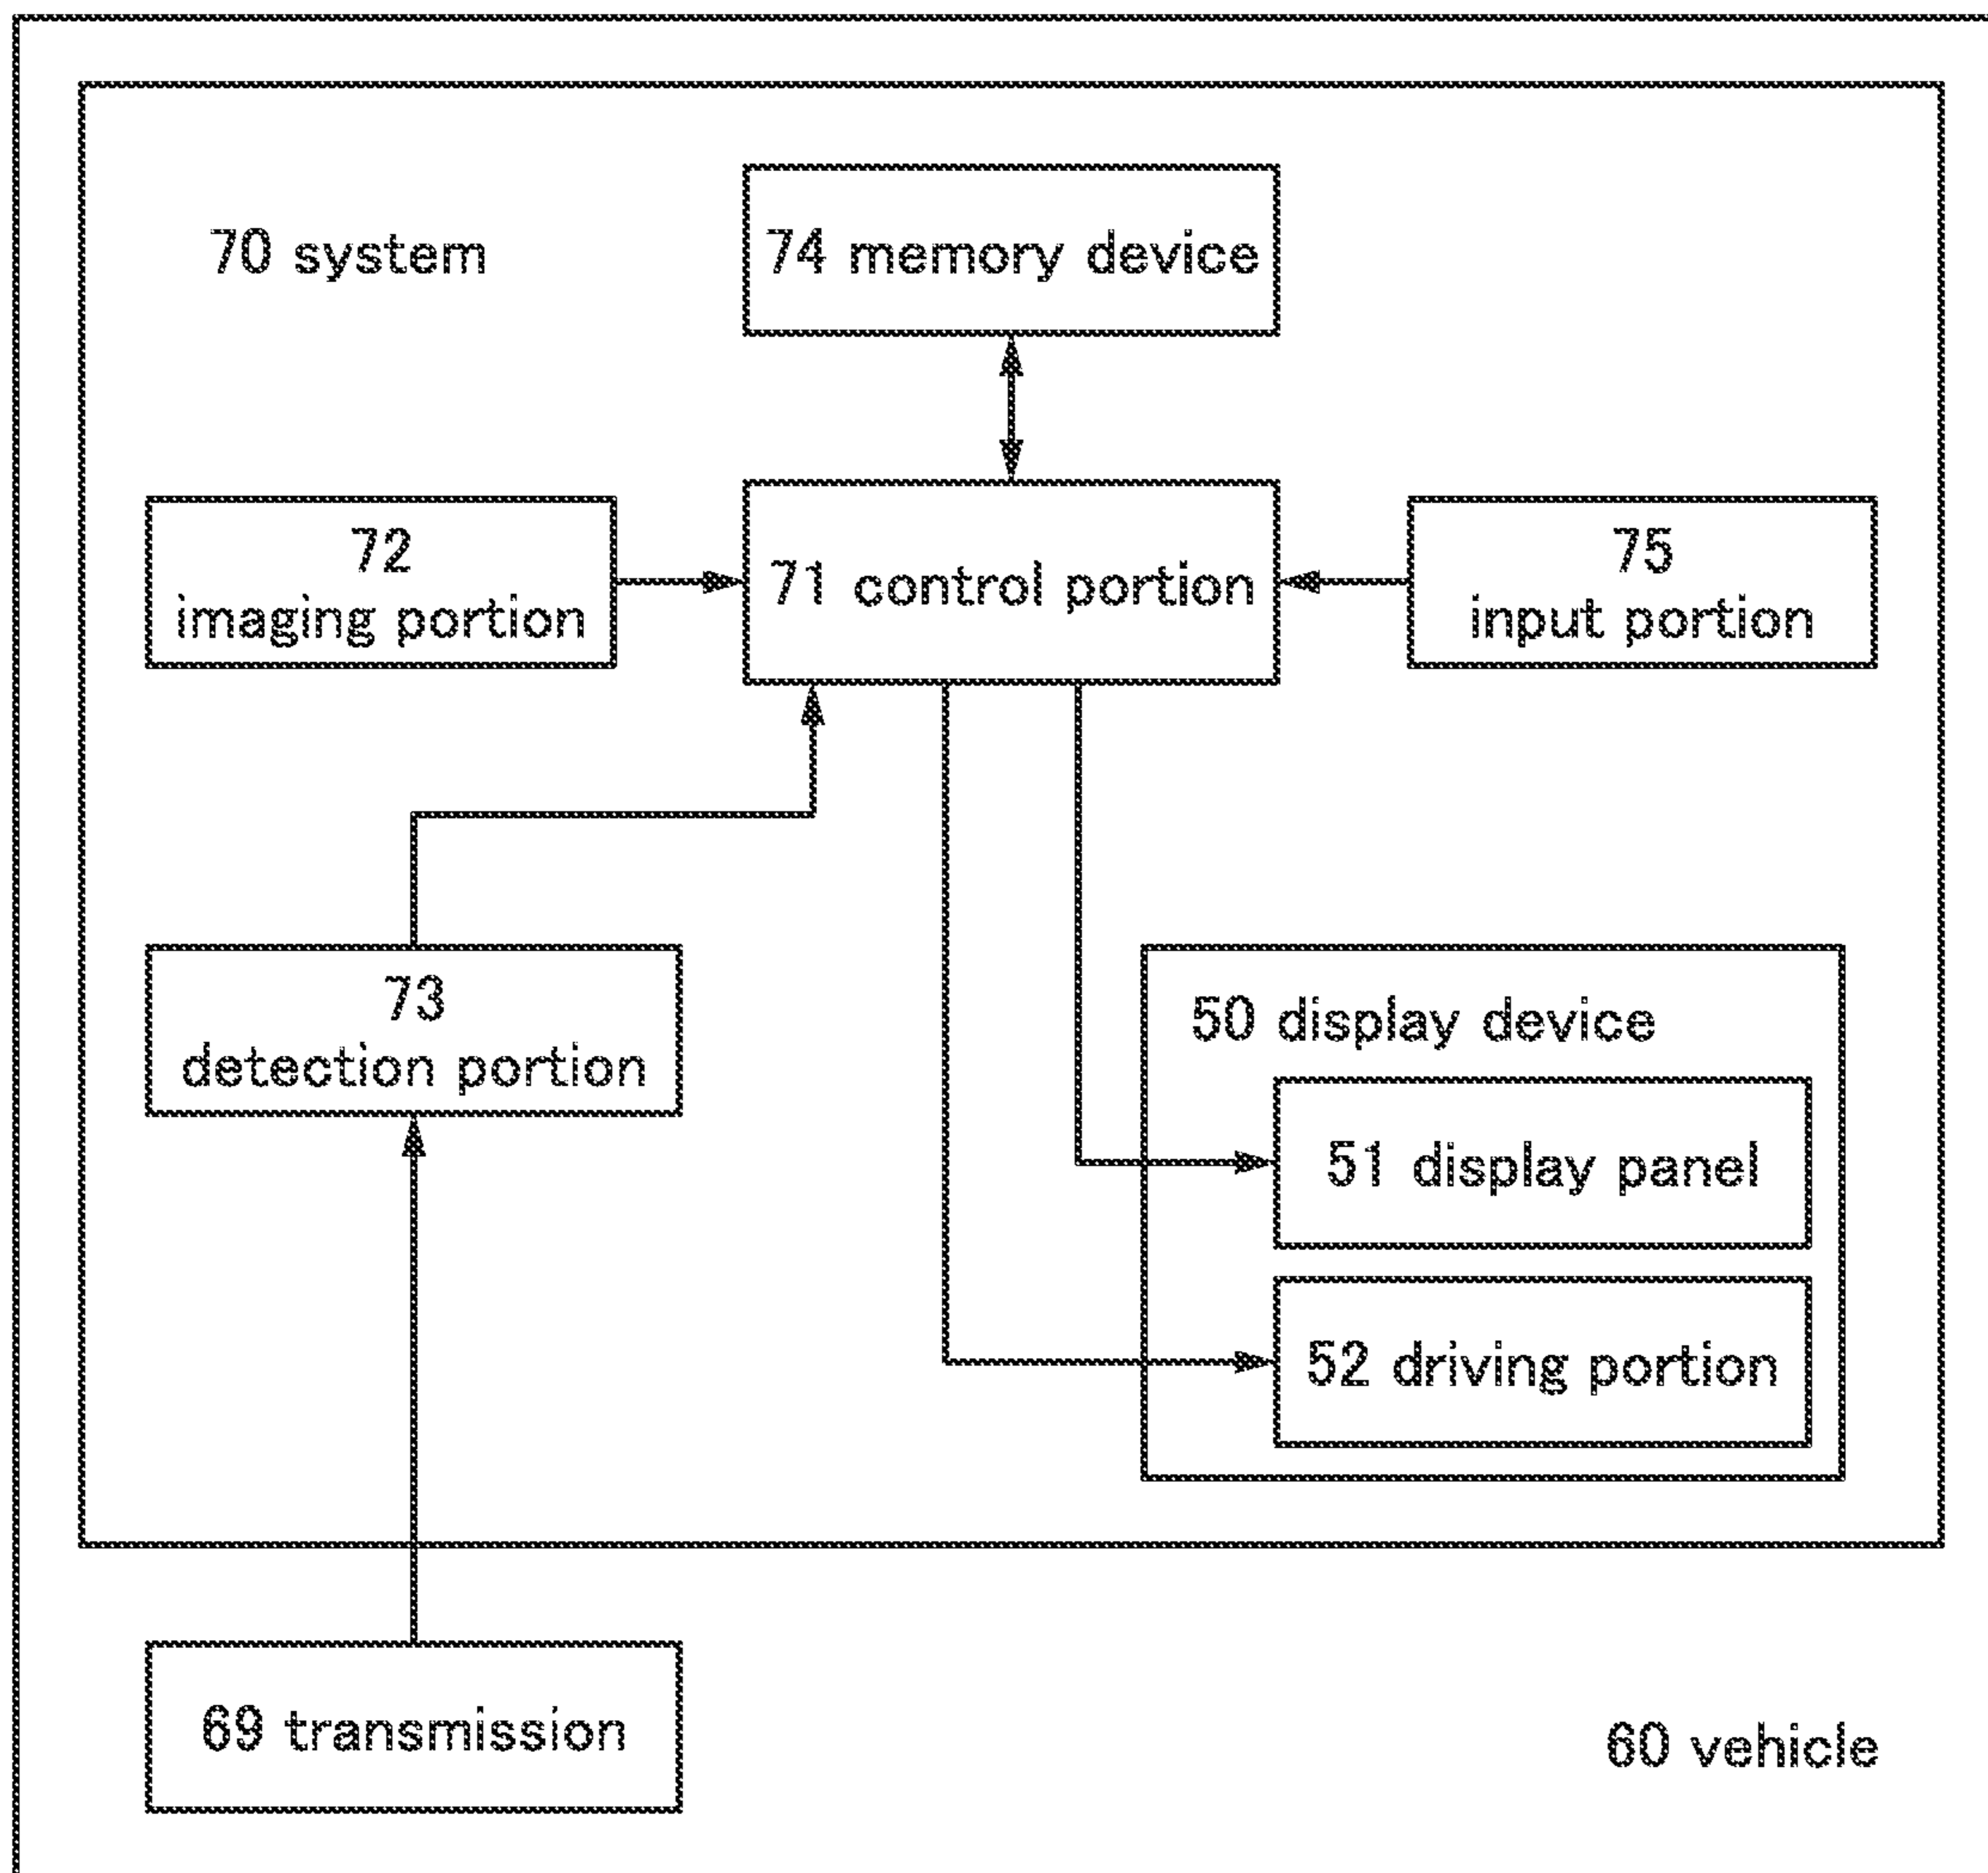 70 system
74 memory device
72
imaging portion
71 control portion
75
input portion
73
detection portion
50 display device
51 display panel
52 driving portion
69 transmission
60 vehicle